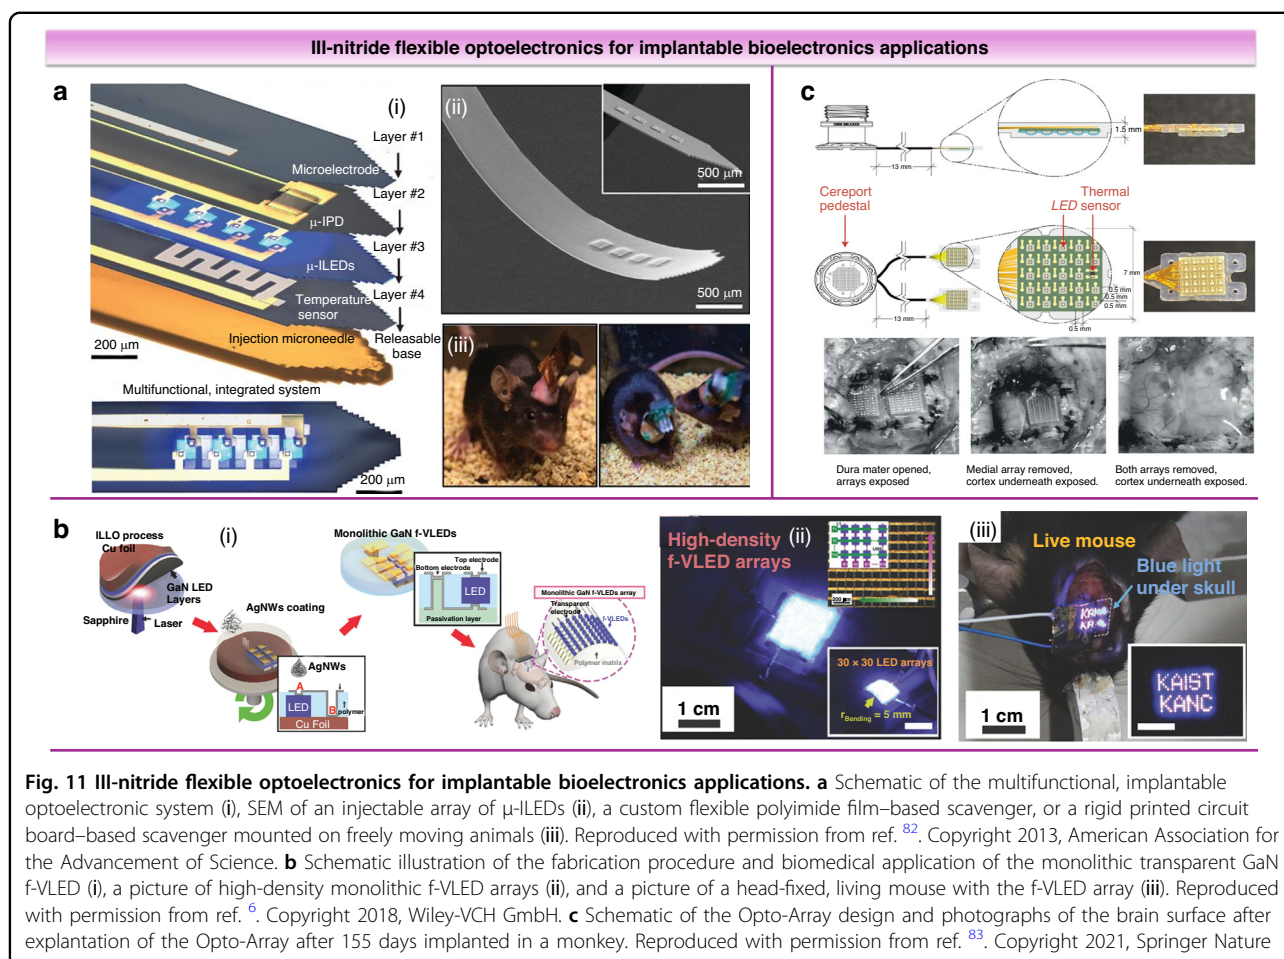 III-nitride flexible optoelectronics for implantable bioelectronics applications
a
(i)
Layer #1
Microelectrode
Layer #2
μ-IPD
Layer #3
μ-ILEDs
Layer #4
Temperature
sensor
Injection microneedle
Releasable
base
200 μm
Multifunctional, integrated system
200 μm
(ii)
500 μm
500 μm
(iii)
c
1.5 mm
13 mm
Cereport
pedestal
LED
Thermal
sensor
7 mm
0.5 mm
0.5 mm
0.5 mm
0.5 mm
13 mm
Dura mater opened,
arrays exposed
Medial array removed,
cortex underneath exposed.
Both arrays removed,
cortex underneath exposed.
b
ILLO process
Cu foil
(i)
GaN LED
Layers
Sapphire
Laser
AgNWs coating
AgNWs
A
LED
B
polymer
Cu Foil
Monolithic GaN f-VLEDs
Top electrode
Bottom electrode
LED
Passivation layer
Monolithic GaN f-VLEDs array
Transparent
electrode
f-VLEDs
Polymer matrix
High-density
f-VLED arrays
(ii)
200 μm
30 × 30 LED arrays
rBending = 5 mm
1 cm
(iii)
Live mouse
Blue light
under skull
KAIST
KANC
1 cm
Fig. 11 III-nitride flexible optoelectronics for implantable bioelectronics applications. a Schematic of the multifunctional, implantable
optoelectronic system (i), SEM of an injectable array of μ-ILEDs (ii), a custom flexible polyimide film–based scavenger, or a rigid printed circuit
board–based scavenger mounted on freely moving animals (iii). Reproduced with permission from ref. 82. Copyright 2013, American Association for
the Advancement of Science. b Schematic illustration of the fabrication procedure and biomedical application of the monolithic transparent GaN
f-VLED (i), a picture of high-density monolithic f-VLED arrays (ii), and a picture of a head-fixed, living mouse with the f-VLED array (iii). Reproduced
with permission from ref. 6. Copyright 2018, Wiley-VCH GmbH. c Schematic of the Opto-Array design and photographs of the brain surface after
explantation of the Opto-Array after 155 days implanted in a monkey. Reproduced with permission from ref. 83. Copyright 2021, Springer Nature